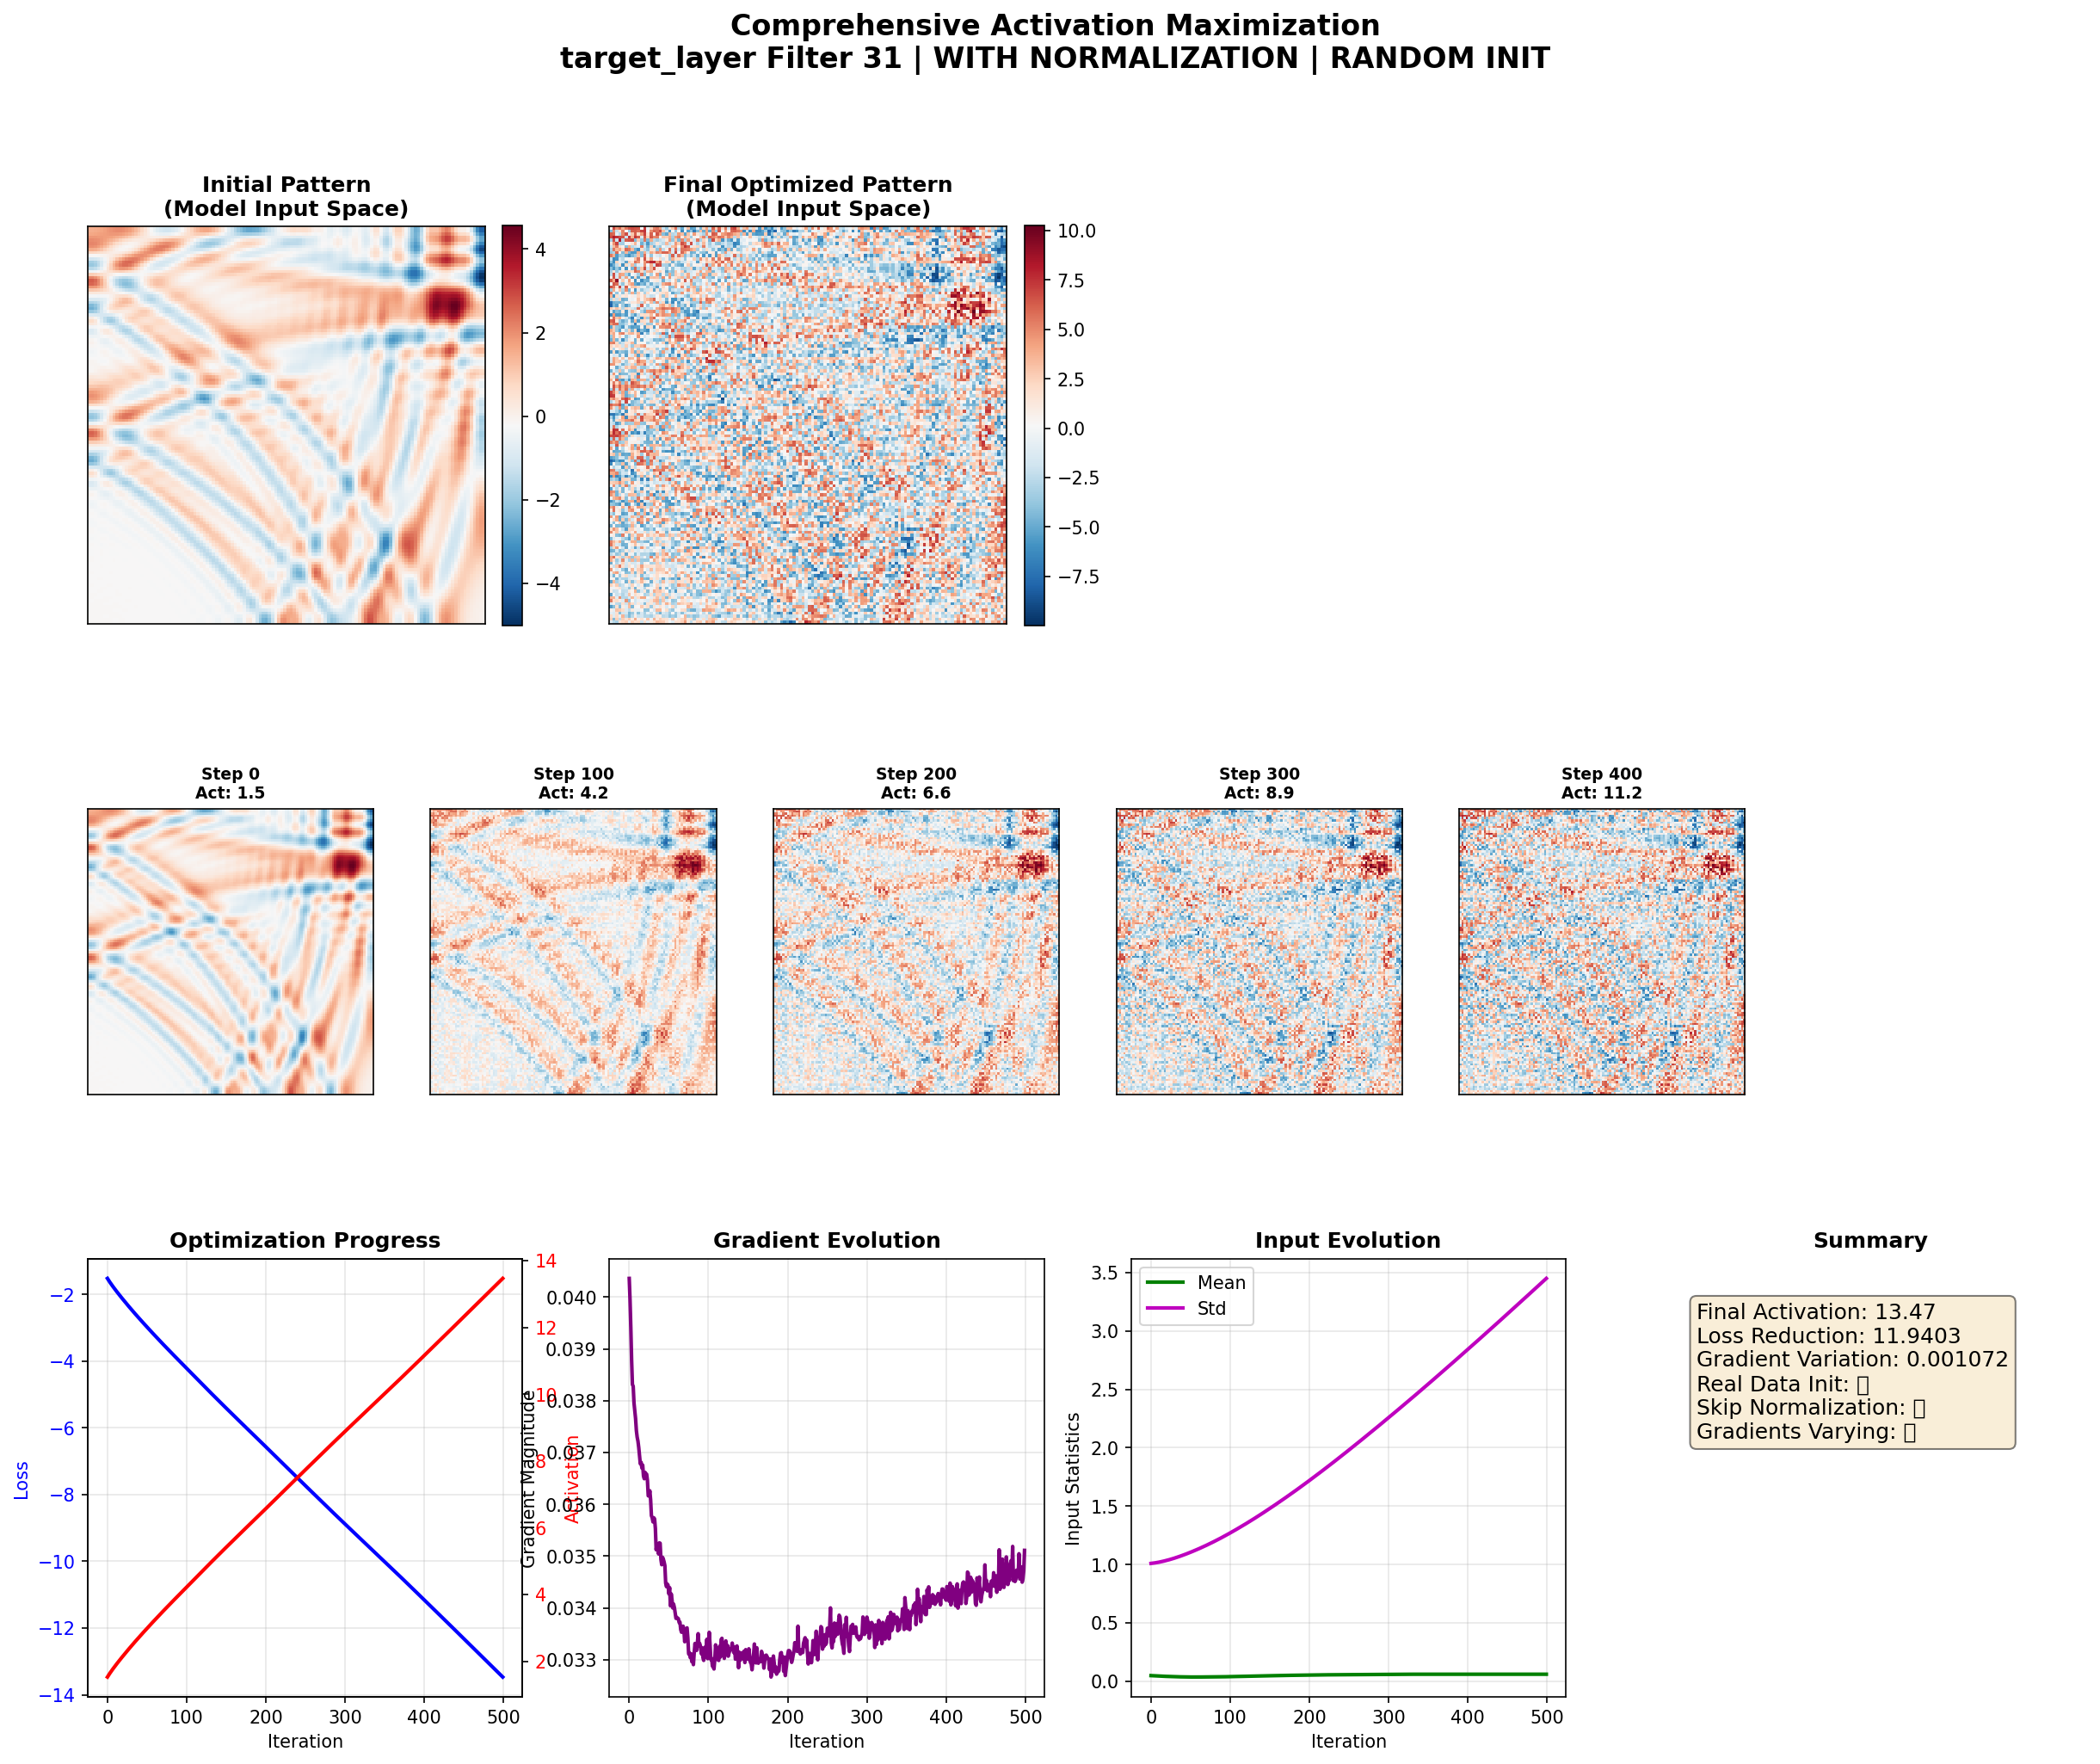 Comprehensive Activation Maximization
target_layer Filter 31 | WITH NORMALIZATION | RANDOM INIT
Initial Pattern
(Model Input Space)
4
2
0
−2
−4
Final Optimized Pattern
(Model Input Space)
10.0
7.5
5.0
2.5
0.0
−2.5
−5.0
−7.5
Step 0
Act: 1.5
Step 100
Act: 4.2
Step 200
Act: 6.6
Step 300
Act: 8.9
Step 400
Act: 11.2
Optimization Progress
Loss
−2
−4
−6
−8
−10
−12
−14
0 100 200 300 400 500
Iteration
14
12
10
8
6
4
2
Activation
Gradient Evolution
Gradient Magnitude
0.040
0.039
0.038
0.037
0.036
0.035
0.034
0.033
0 100 200 300 400 500
Iteration
Input Evolution
Mean
Std
Input Statistics
3.5
3.0
2.5
2.0
1.5
1.0
0.5
0.0
0 100 200 300 400 500
Iteration
Summary
Final Activation: 13.47
Loss Reduction: 11.9403
Gradient Variation: 0.001072
Real Data Init:
Skip Normalization:
Gradients Varying: